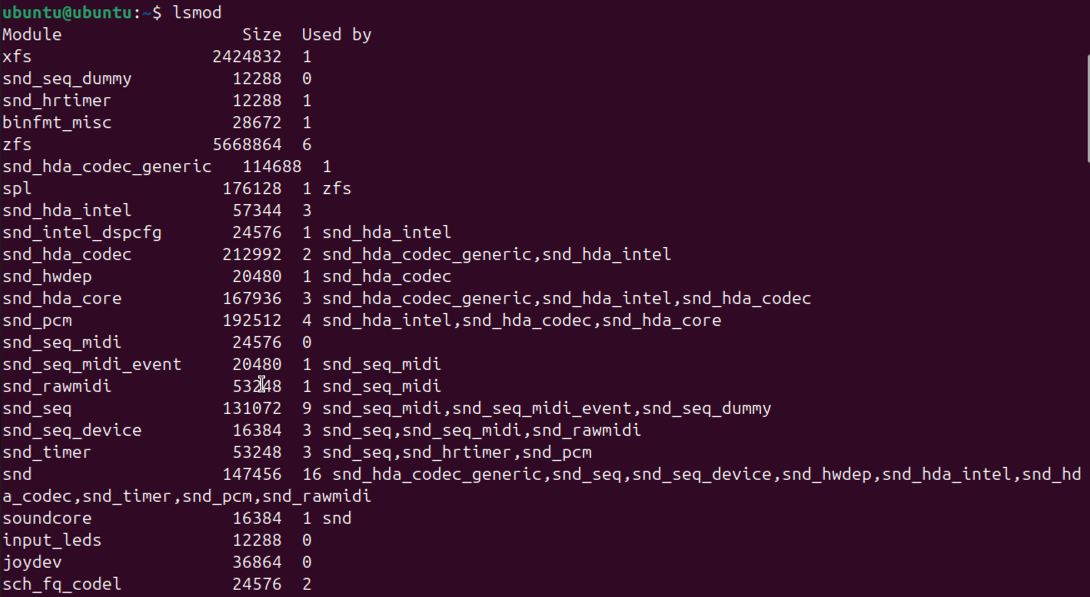 ubuntu@ubuntu:~$ lsmod
Module                  Size  Used by
xfs                  2424832  1
snd_seq_dummy          12288  0
snd_hrtimer            12288  1
binfmt_misc            28672  1
zfs                  5668864  6
snd_hda_codec_generic   114688  1
spl                   176128  1 zfs
snd_hda_intel          57344  3
snd_intel_dspcfg       24576  1 snd_hda_intel
snd_hda_codec         212992  2 snd_hda_codec_generic,snd_hda_intel
snd_hwdep              20480  1 snd_hda_codec
snd_hda_core          167936  3 snd_hda_codec_generic,snd_hda_intel,snd_hda_codec
snd_pcm               192512  4 snd_hda_intel,snd_hda_codec,snd_hda_core
snd_seq_midi           24576  0
snd_seq_midi_event     20480  1 snd_seq_midi
snd_rawmidi            53248  1 snd_seq_midi
snd_seq               131072  9 snd_seq_midi,snd_seq_midi_event,snd_seq_dummy
snd_seq_device         16384  3 snd_seq,snd_seq_midi,snd_rawmidi
snd_timer              53248  3 snd_seq,snd_hrtimer,snd_pcm
snd                   147456  16 snd_hda_codec_generic,snd_seq,snd_seq_device,snd_hwdep,snd_hda_intel,snd_hd
a_codec,snd_timer,snd_pcm,snd_rawmidi
soundcore              16384  1 snd
input_leds             12288  0
joydev                 36864  0
sch_fq_codel           24576  2